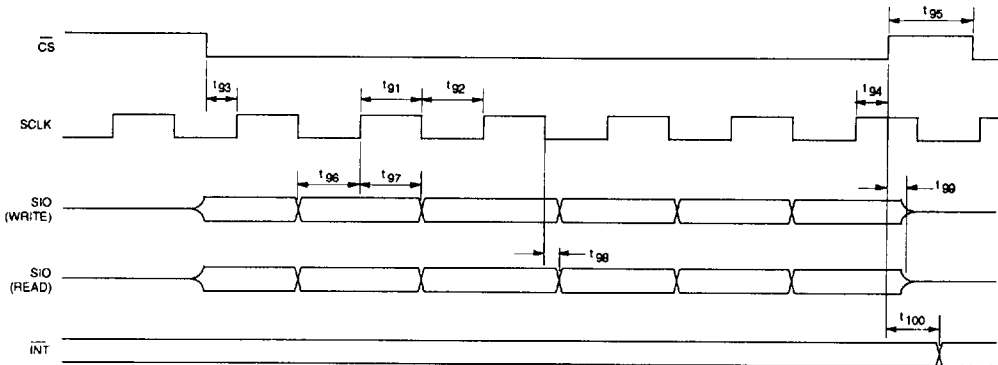 t95
CS
t93
t91
t92
t94
SCLK
t96
t97
t99
SIO
(WRITE)
t98
SIO
(READ)
t100
INT